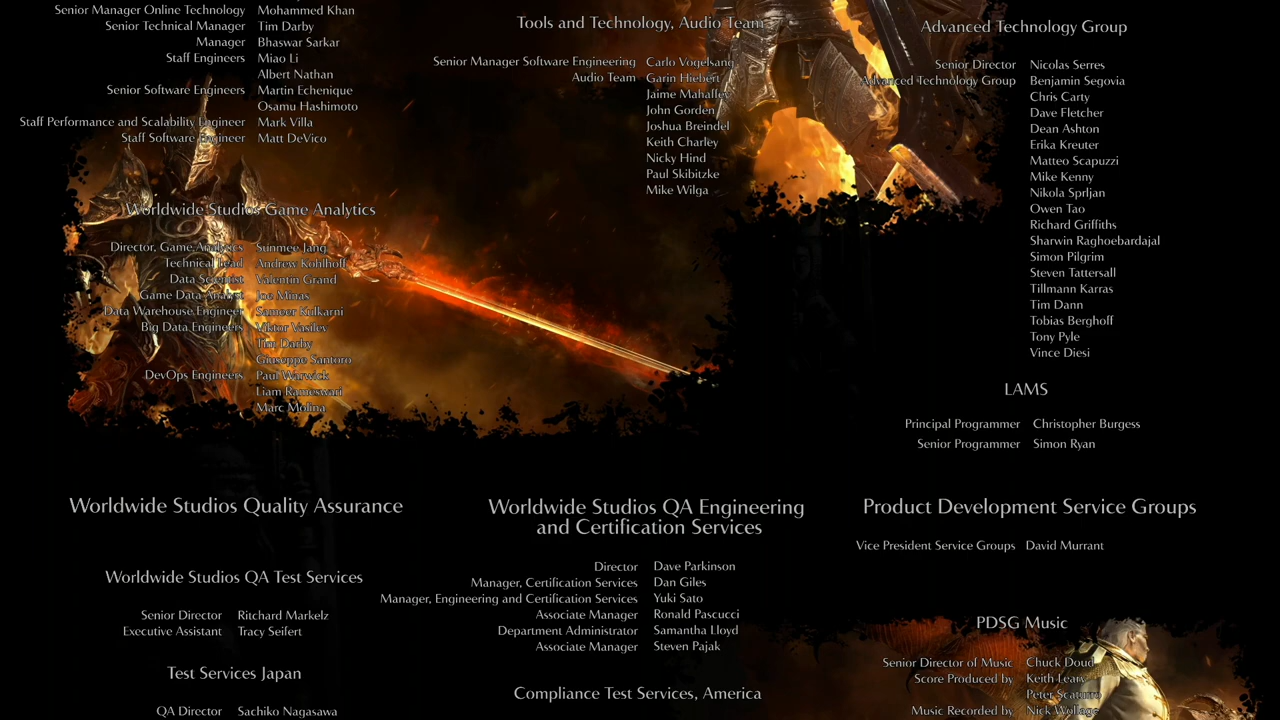 Senior Manager Online Technology Mohammed Khan
Senior Technical Manager Tim Darby
Manager Bhaswar Sarkar
Staff Engineers Miao Li
Albert Nathan
Senior Software Engineers Martin Echenique
Osamu Hashimoto
Staff Performance and Scalability Engineer Mark Villa
Staff Software Engineer Matt DeVico
Worldwide Studios Game Analytics
Director, Game Analytics Sunmee Jang
Technical Lead Andrew Kohlhoff
Data Scientist Valentin Grand
Game Data Analyst Joe Minas
Data Warehouse Engineer Sameer Kulkarni
Big Data Engineers Viktor Vasilev
Tim Darby
Giuseppe Santoro
DevOps Engineers Paul Warwick
Liam Rameswari
Marc Molina
Tools and Technology, Audio Team
Senior Manager Software Engineering Carlo Vogelsang
Audio Team Garin Hiebert
Jaime Mahaffey
John Gorden
Joshua Breindel
Keith Charley
Nicky Hind
Paul Skibitzke
Mike Wilga
Advanced Technology Group
Senior Director Nicolas Serres
Advanced Technology Group Benjamin Segovia
Chris Carty
Dave Fletcher
Dean Ashton
Erika Kreuter
Matteo Scapuzzi
Mike Kenny
Nikola Sprljan
Owen Tao
Richard Griffiths
Sharwin Raghoebardajal
Simon Pilgrim
Steven Tattersall
Tillmann Karras
Tim Dann
Tobias Berghoff
Tony Pyle
Vince Diesi
LAMS
Principal Programmer Christopher Burgess
Senior Programmer Simon Ryan
Worldwide Studios Quality Assurance
Worldwide Studios QA Test Services
Senior Director Ritchard Markelz
Executive Assistant Tracy Seifert
Test Services Japan
QA Director Sachiko Nagasawa
Worldwide Studios QA Engineering
and Certification Services
Director Dave Parkinson
Manager, Certification Services Dan Giles
Manager, Engineering and Certification Services Yuki Sato
Associate Manager Ronald Pascucci
Department Administrator Samantha Lloyd
Associate Manager Steven Pajak
Compliance Test Services, America
Product Development Service Groups
Vice President Service Groups David Murrant
PDSG Music
Senior Director of Music Chuck Doud
Score Produced by Keith Leary
Peter Scaturro
Music Recorded by Nick Wollage